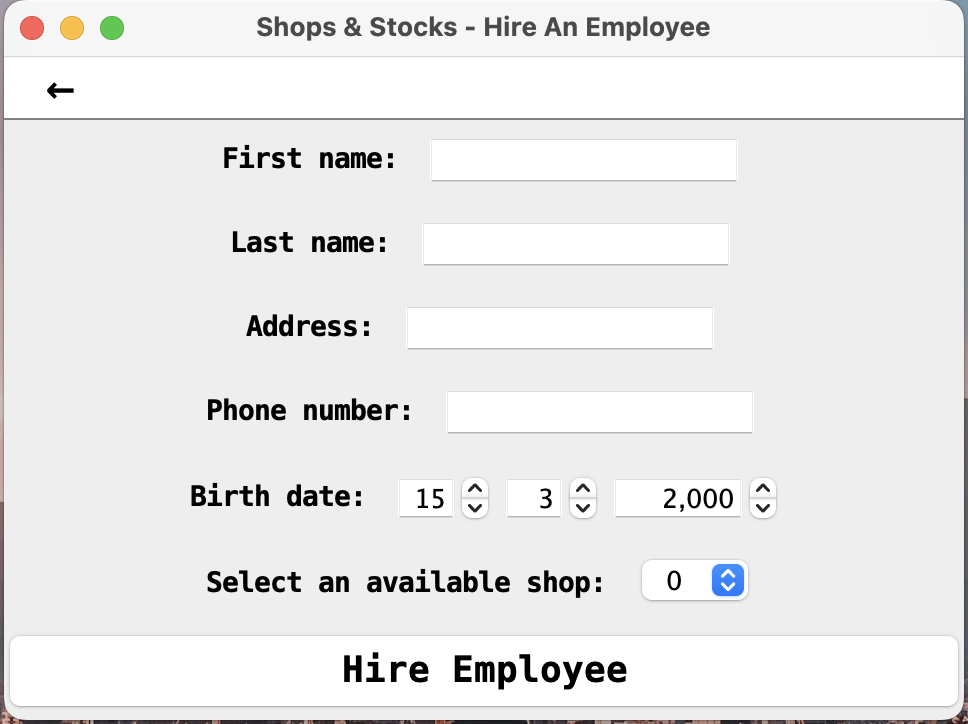 Shops & Stocks - Hire An Employee
←
First name:
Last name:
Address:
Phone number:
Birth date: 15 3 2,000
Select an available shop: 0
Hire Employee